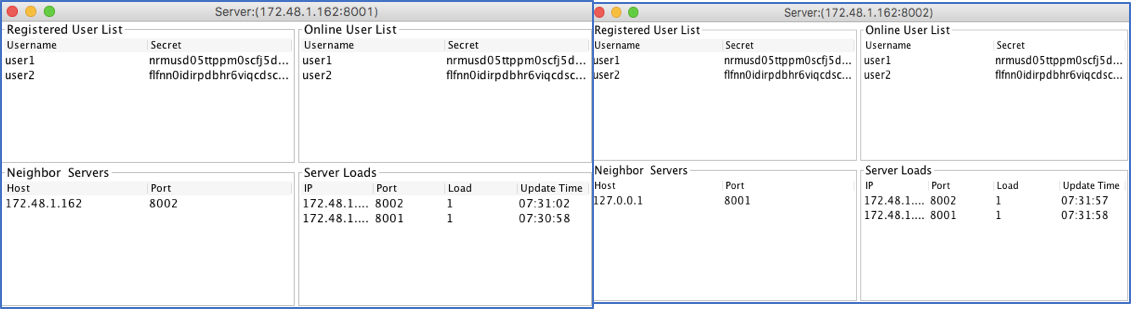 Server:(172.48.1.162:8001)
Registered User List
Username Secret
user1 nrmusd05ttppm0scfj5d...
user2 flfnn0idirpdbhr6viqcdsc...
Online User List
Username Secret
user1 nrmusd05ttppm0scfj5d...
user2 flfnn0idirpdbhr6viqcdsc...
Neighbor Servers
Host Port
172.48.1.162 8002
Server Loads
IP Port Load Update Time
172.48.1.... 8002 1 07:31:02
172.48.1.... 8001 1 07:30:58
Server:(172.48.1.162:8002)
Registered User List
Username Secret
user1 nrmusd05ttppm0scfj5d...
user2 flfnn0idirpdbhr6viqcdsc...
Online User List
Username Secret
user1 nrmusd05ttppm0scfj5d...
user2 flfnn0idirpdbhr6viqcdsc...
Neighbor Servers
Host Port
127.0.0.1 8001
Server Loads
IP Port Load Update Time
172.48.1.... 8002 1 07:31:57
172.48.1.... 8001 1 07:31:58